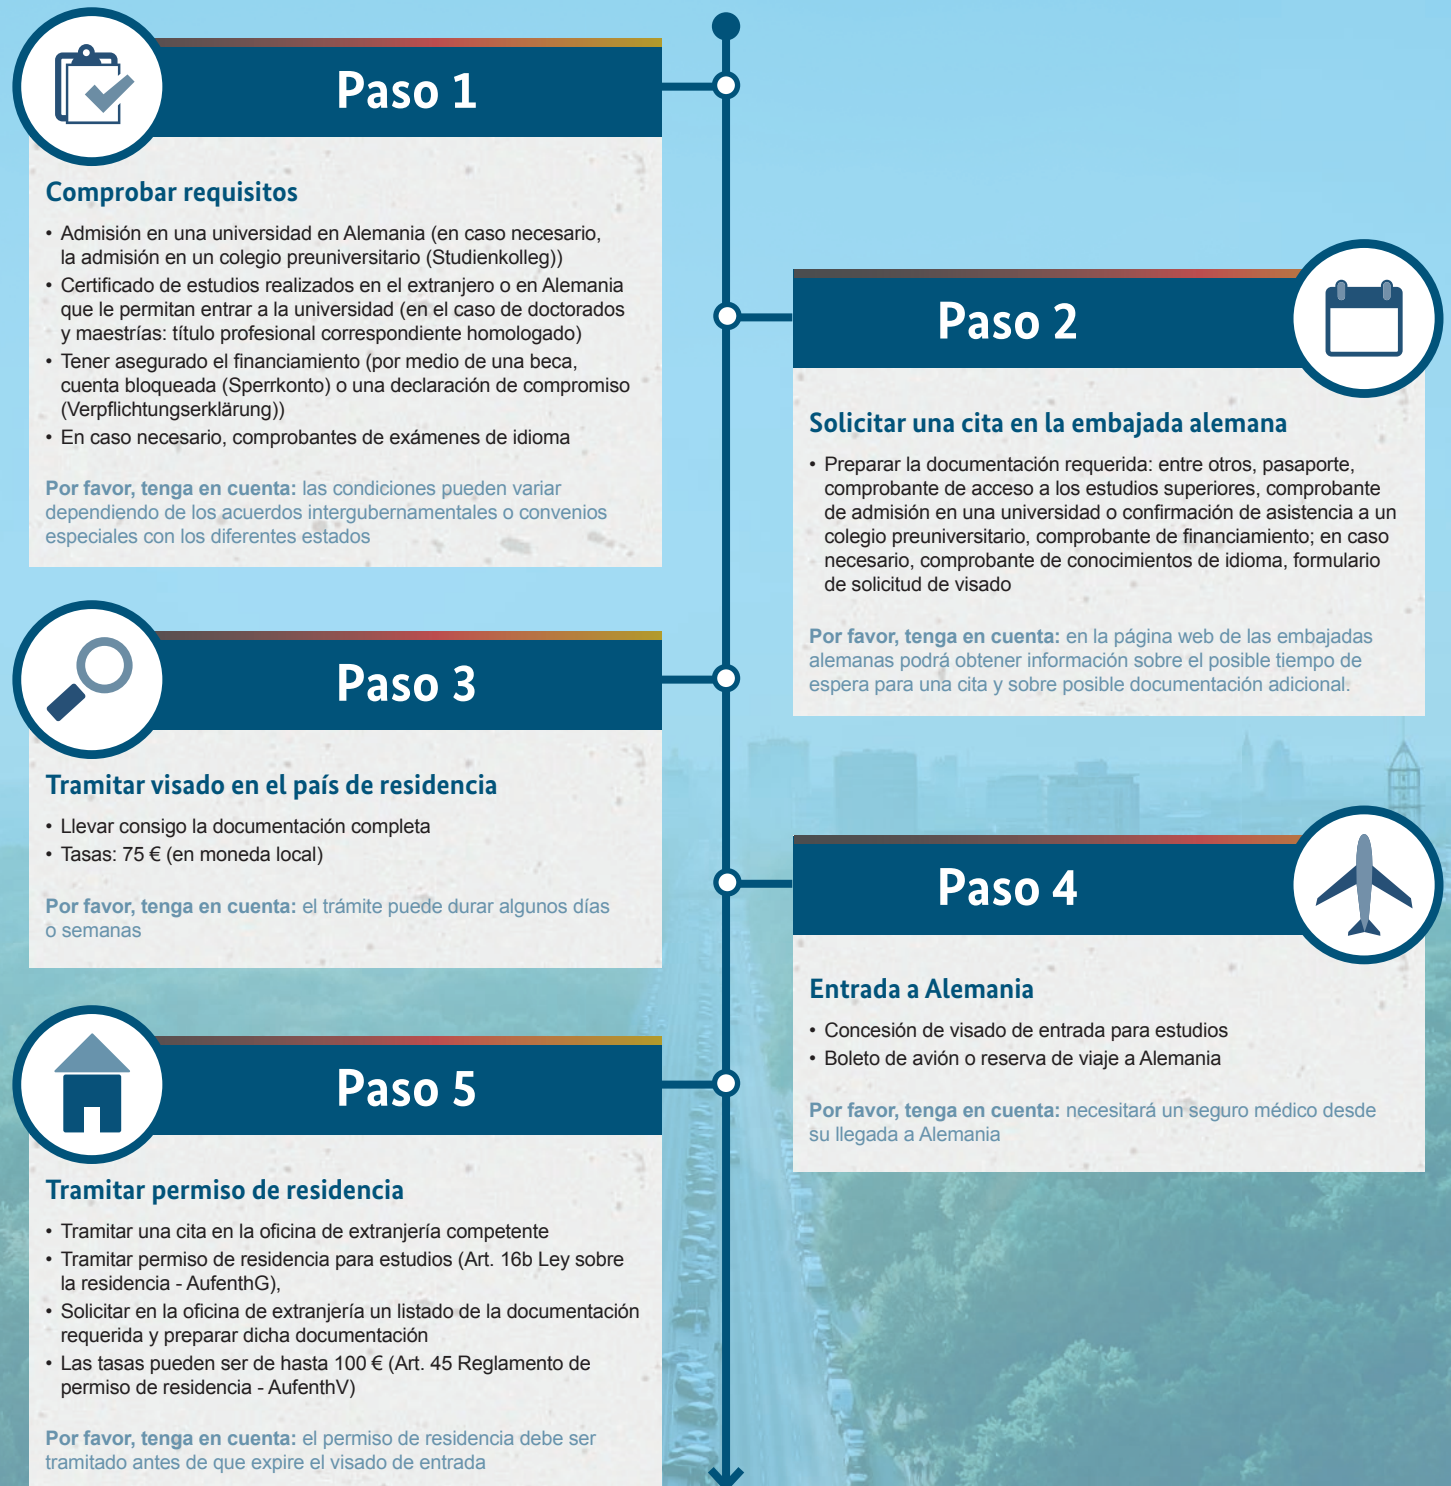 Paso 1
Comprobar requisitos
• Admisión en una universidad en Alemania (en caso necesario,
la admisión en un colegio preuniversitario (Studienkolleg))
• Certificado de estudios realizados en el extranjero o en Alemania
que le permitan entrar a la universidad (en el caso de doctorados
y maestrías: título profesional correspondiente homologado)
• Tener asegurado el financiamiento (por medio de una beca,
cuenta bloqueada (Sperrkonto) o una declaración de compromiso
(Verpflichtungserklärung))
• En caso necesario, comprobantes de exámenes de idioma
Por favor, tenga en cuenta: las condiciones pueden variar
dependiendo de los acuerdos intergubernamentales o convenios
especiales con los diferentes estados
Paso 2
Solicitar una cita en la embajada alemana
• Preparar la documentación requerida: entre otros, pasaporte,
comprobante de acceso a los estudios superiores, comprobante
de admisión en una universidad o confirmación de asistencia a un
colegio preuniversitario, comprobante de financiamiento; en caso
necesario, comprobante de conocimientos de idioma, formulario
de solicitud de visado
Por favor, tenga en cuenta: en la página web de las embajadas
alemanas podrá obtener información sobre el posible tiempo de
espera para una cita y sobre posible documentación adicional.
Paso 3
Tramitar visado en el país de residencia
• Llevar consigo la documentación completa
• Tasas: 75 € (en moneda local)
Por favor, tenga en cuenta: el trámite puede durar algunos días
o semanas
Paso 4
Entrada a Alemania
• Concesión de visado de entrada para estudios
• Boleto de avión o reserva de viaje a Alemania
Por favor, tenga en cuenta: necesitará un seguro médico desde
su llegada a Alemania
Paso 5
Tramitar permiso de residencia
• Tramitar una cita en la oficina de extranjería competente
• Tramitar permiso de residencia para estudios (Art. 16b Ley sobre
la residencia - AufenthG),
• Solicitar en la oficina de extranjería un listado de la documentación
requerida y preparar dicha documentación
• Las tasas pueden ser de hasta 100 € (Art. 45 Reglamento de
permiso de residencia - AufenthV)
Por favor, tenga en cuenta: el permiso de residencia debe ser
tramitado antes de que expire el visado de entrada